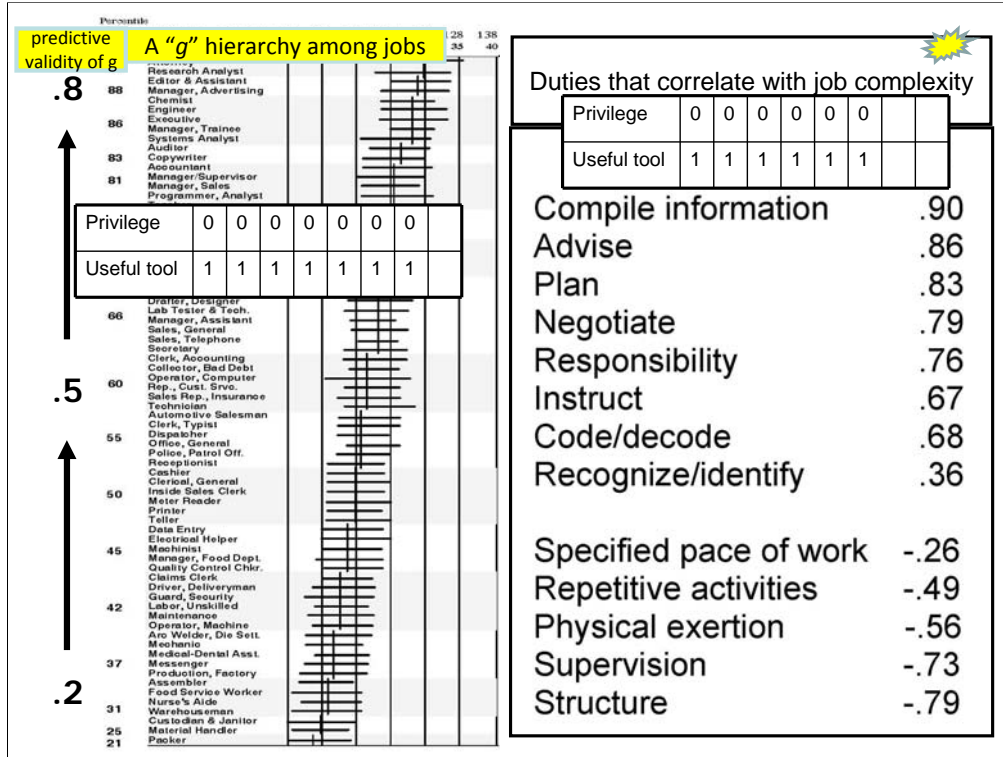 Percentile
128 138
35 40
predictive
validity of g
A “g” hierarchy among jobs
.8
.5
.2
Research Analyst
Editor & Assistant
88 Manager, Advertising
Chemist
Engineer
Executive
86
Manager, Trainee
Systems Analyst
Auditor
83 Copywriter
Accountant
81 Manager/Supervisor
Manager, Sales
Programmer, Analyst
Privilege 0 0 0 0 0 0 0
Useful tool 1 1 1 1 1 1 1
Drafter, Designer
66 Lab Tester & Tech.
Manager, Assistant
Sales, General
Sales, Telephone
Secretary
Clerk, Accounting
Collector, Bad Debt
Operator, Computer
60 Rep., Cust. Srvc.
Sales Rep., Insurance
Technician
Automotive Salesman
Clerk, Typist
55 Dispatcher
Office, General
Police, Patrol Off.
Receptionist
Cashier
Clerical, General
50 Inside Sales Clerk
Meter Reader
Printer
Teller
Data Entry
Electrical Helper
45 Machinist
Manager, Food Dept.
Quality Control Chkr.
Claims Clerk
Driver, Deliveryman
Guard, Security
42 Labor, Unskilled
Maintenance
Operator, Machine
Arc Welder, Die Sett.
Mechanic
Medical-Dental Asst.
37 Messenger
Production, Factory
Assembler
Food Service Worker
Nurse's Aide
31 Warehouseman
Custodian & Janitor
25 Material Handler
21 Packer
Duties that correlate with job complexity
Privilege 0 0 0 0 0 0
Useful tool 1 1 1 1 1 1
Compile information .90
Advise .86
Plan .83
Negotiate .79
Responsibility .76
Instruct .67
Code/decode .68
Recognize/identify .36
Specified pace of work -.26
Repetitive activities -.49
Physical exertion -.56
Supervision -.73
Structure -.79